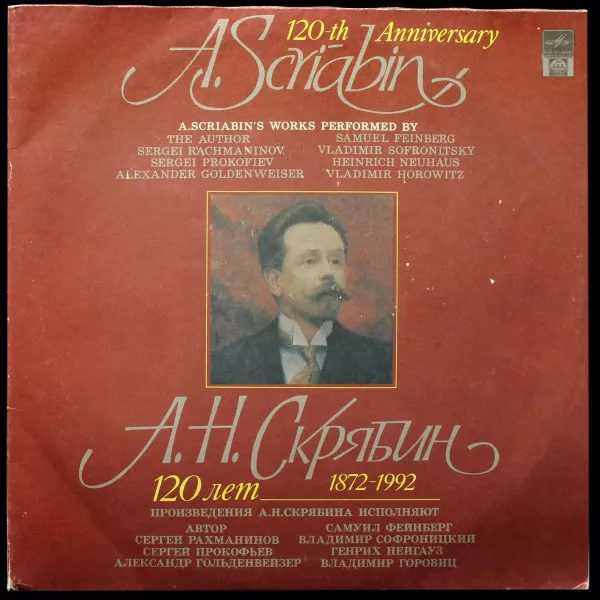 120-th Anniversary
A.Scriabin
A.SCRIABIN'S WORKS PERFORMED BY
THE AUTHOR SAMUEL FEINBERG
SERGEI RACHMANINOV VLADIMIR SOFRONITSKY
SERGEI PROKOFIEV HEINRICH NEUHAUS
ALEXANDER GOLDENWEISER VLADIMIR HOROWITZ
А.Н.Скрябин
120 лет 1872-1992
ПРОИЗВЕДЕНИЯ А.Н.СКРЯБИНА ИСПОЛНЯЮТ
АВТОР САМУИЛ ФЕЙНБЕРГ
СЕРГЕЙ РАХМАНИНОВ ВЛАДИМИР СОФРОНИЦКИЙ
СЕРГЕЙ ПРОКОФЬЕВ ГЕНРИХ НЕЙГАУЗ
АЛЕКСАНДР ГОЛЬДЕНВЕЙЗЕР ВЛАДИМИР ГОРОВИЦ